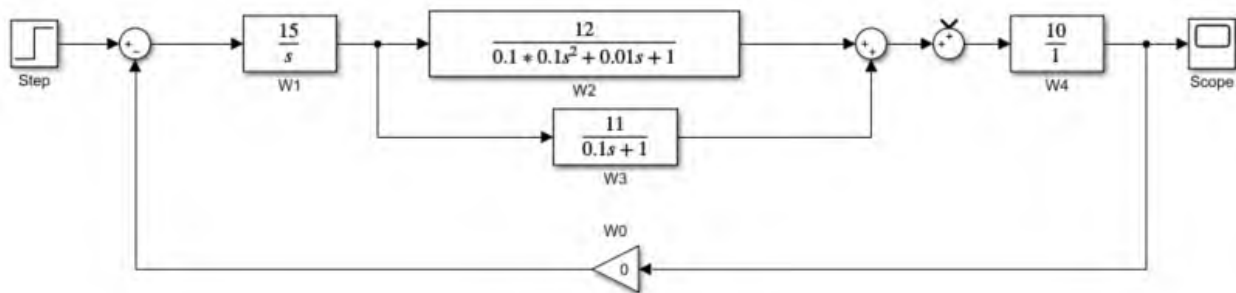 Step
+
-
15
s
W1
12
0.1 * 0.1s² + 0.01s + 1
W2
11
0.1s + 1
W3
+
+
+
+
10
1
W4
Scope
W0
0